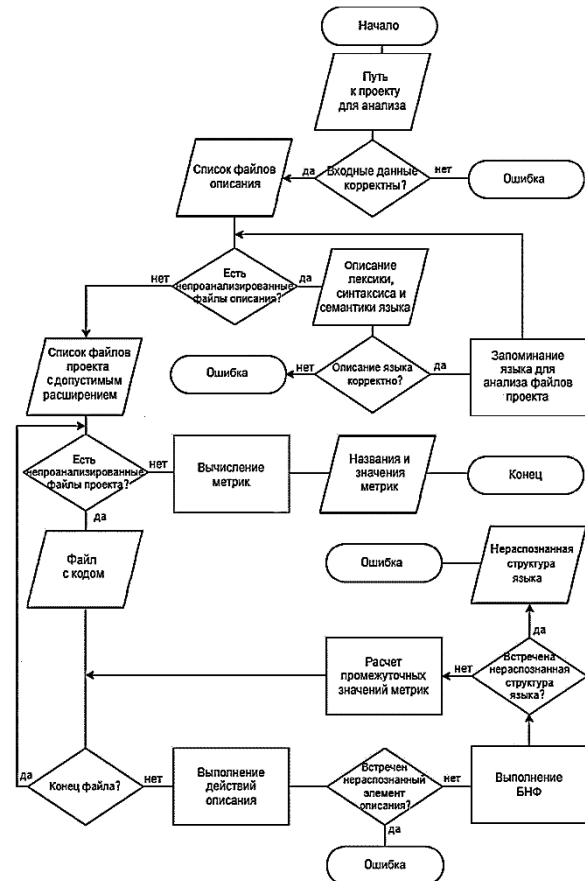 Начало
Путь
к проекту
для анализа
Список файлов
описания
да
Входные данные
корректны?
нет
Ошибка
нет
Есть
непроанализированные
файлы описания?
да
Описание
лексики,
синтаксиса и
семантики языка
Список файлов
проекта
с допустимым
расширением
Ошибка
нет
Описание языка
корректно?
да
Запоминание
языка для
анализа файлов
проекта
Есть
непроанализированные
файлы проекта?
нет
Вычисление
метрик
Названия и
значения
метрик
Конец
да
Файл
с кодом
Ошибка
Нераспознанная
структура
языка
да
Расчет
промежуточных
значений метрик
нет
Встречена
нераспознанная
структура
языка?
да
Конец файла?
нет
Выполнение
действий
описания
Встречен
нераспознанный
элемент
описания?
нет
Выполнение
БНФ
да
Ошибка